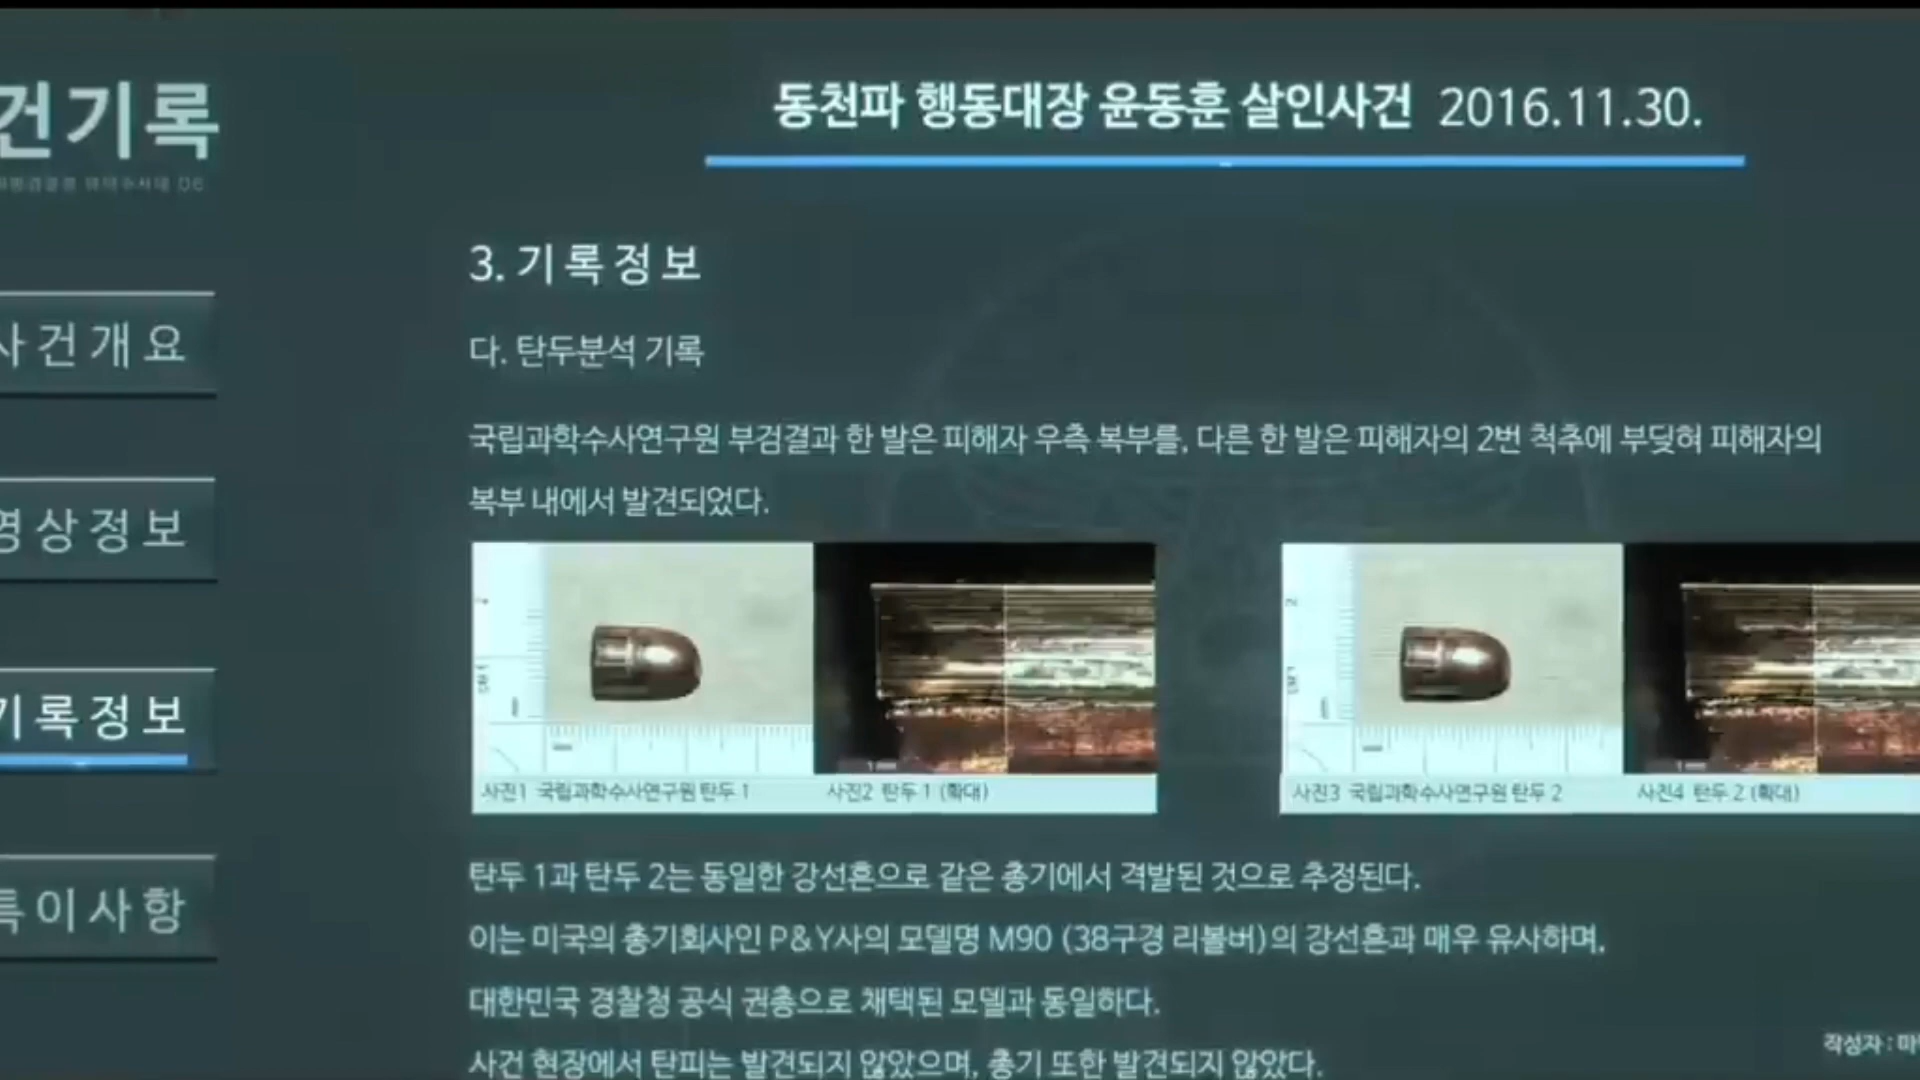 건기록
동천파 행동대장 윤동훈 살인사건 2016.11.30.
3. 기록정보
다. 탄두분석 기록
사건개요
국립과학수사연구원 부검결과 한 발은 피해자 우측 복부를, 다른 한 발은 피해자의 2번 척추에 부딪혀 피해자의
복부 내에서 발견되었다.
영상정보
기록정보
사진1 국립과학수사연구원 탄두 1
사진2 탄두 1 (확대)
사진3 국립과학수사연구원 탄두 2
사진4 탄두 2 (확대)
특이사항
탄두 1과 탄두 2는 동일한 강선흔으로 같은 총기에서 격발된 것으로 추정된다.
이는 미국의 총기회사인 P&Y사의 모델명 M90 (38구경 리볼버)의 강선흔과 매우 유사하며,
대한민국 경찰청 공식 권총으로 채택된 모델과 동일하다.
사건 현장에서 탄피는 발견되지 않았으며, 총기 또한 발견되지 않았다.
작성자 : 마